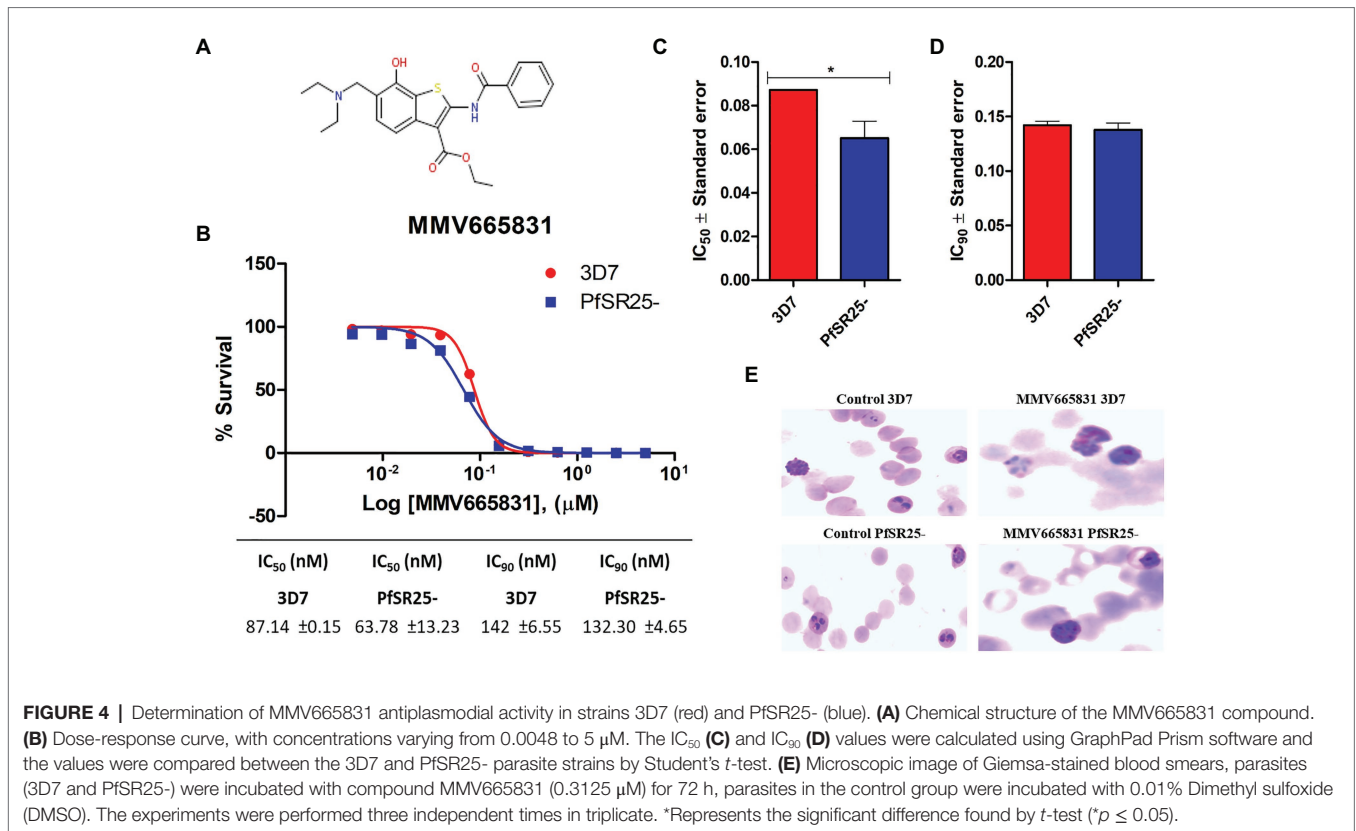 A
OH
N
S
O
N
H
O
O
MMV665831
B
150
100
50
0
-50
% Survival
3D7
PfSR25-
10⁻² 10⁻¹ 10⁰ 10¹
Log [MMV665831], (μM)
IC₅₀ (nM) IC₅₀ (nM) IC₉₀ (nM) IC₉₀ (nM)
3D7 PfSR25- 3D7 PfSR25-
87.14 ±0.15 63.78 ±13.23 142 ±6.55 132.30 ±4.65
C
*
0.10
0.08
0.06
0.04
0.02
0.00
IC₅₀ ± Standard error
3D7 PfSR25-
D
0.20
0.15
0.10
0.05
0.00
IC₉₀ ± Standard error
3D7 PfSR25-
E
Control 3D7 MMV665831 3D7
Control PfSR25- MMV665831 PfSR25-
FIGURE 4 | Determination of MMV665831 antiplasmodial activity in strains 3D7 (red) and PfSR25- (blue). (A) Chemical structure of the MMV665831 compound.
(B) Dose-response curve, with concentrations varying from 0.0048 to 5 μM. The IC₅₀ (C) and IC₉₀ (D) values were calculated using GraphPad Prism software and
the values were compared between the 3D7 and PfSR25- parasite strains by Student's t-test. (E) Microscopic image of Giemsa-stained blood smears, parasites
(3D7 and PfSR25-) were incubated with compound MMV665831 (0.3125 μM) for 72 h, parasites in the control group were incubated with 0.01% Dimethyl sulfoxide
(DMSO). The experiments were performed three independent times in triplicate. *Represents the significant difference found by t-test (*p ≤ 0.05).